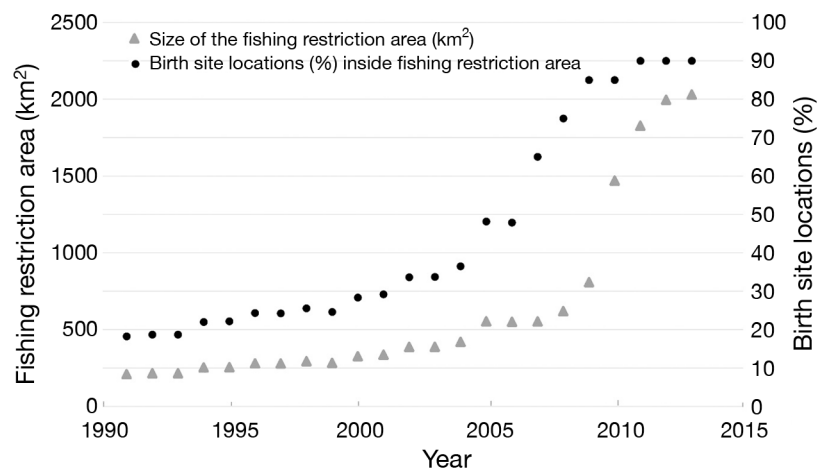 2500
2000
1500
1000
500
0
Fishing restriction area (km²)
Size of the fishing restriction area (km²)
Birth site locations (%) inside fishing restriction area
100
90
80
70
60
50
40
30
20
10
0
Birth site locations (%)
1990 1995 2000 2005 2010 2015
Year